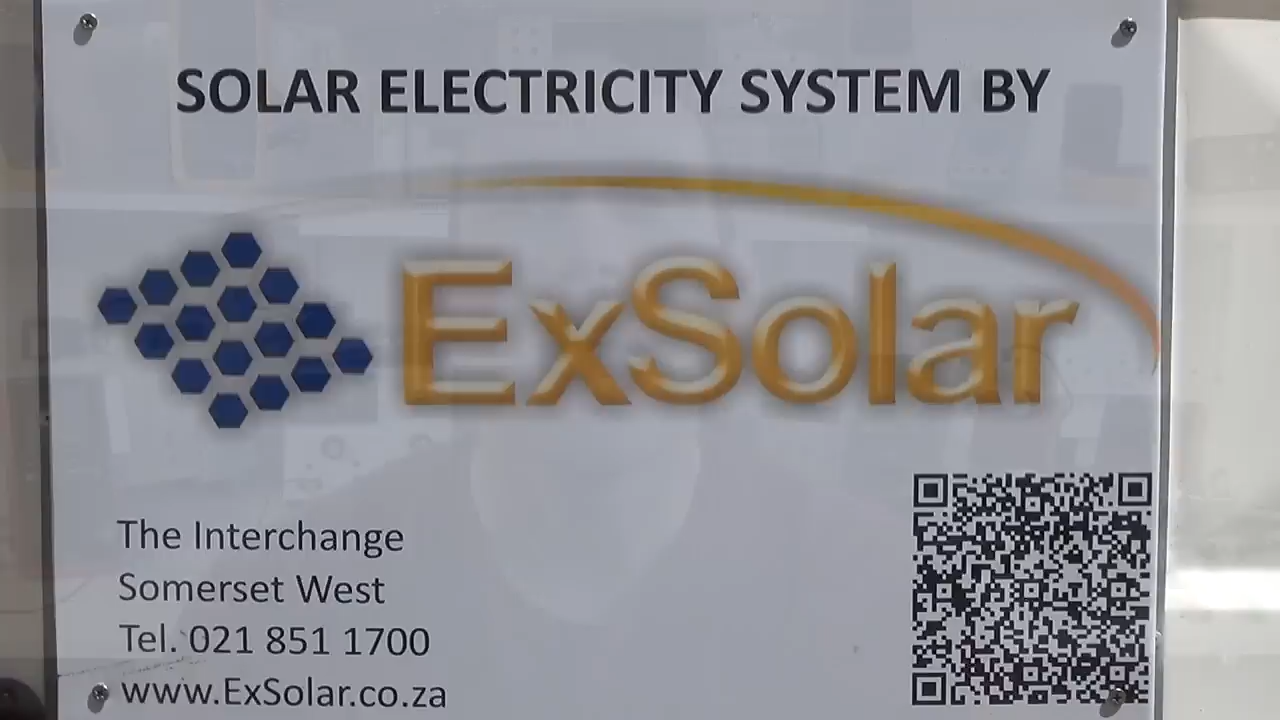 SOLAR ELECTRICITY SYSTEM BY
ExSolar
The Interchange
Somerset West
Tel. 021 851 1700
www.ExSolar.co.za